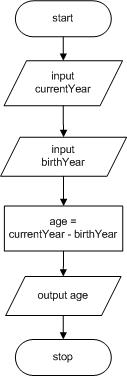 start
input
currentYear
input
birthYear
age =
currentYear - birthYear
output age
stop